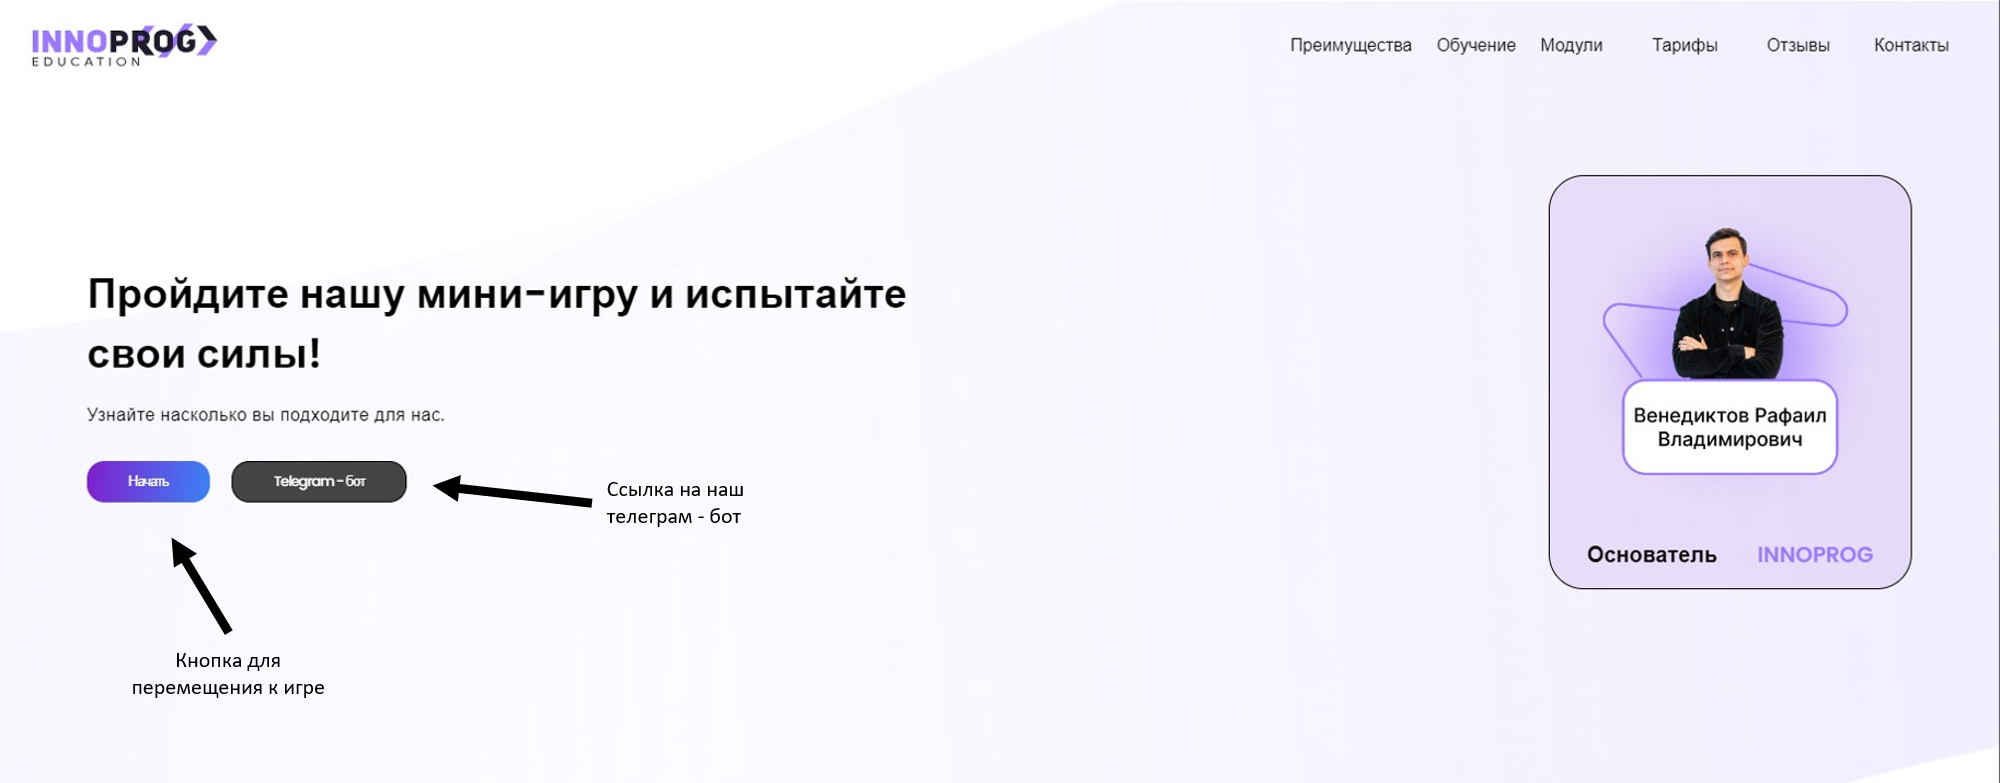 INNOPROG
EDUCATION
Преимущества Обучение Модули Тарифы Отзывы Контакты
Пройдите нашу мини-игру и испытайте
свои силы!
Узнайте насколько вы подходите для нас.
Начать Telegram - бот
Ссылка на наш
телеграм - бот
Кнопка для
перемещения к игре
Венедиктов Рафаил
Владимирович
Основатель INNOPROG